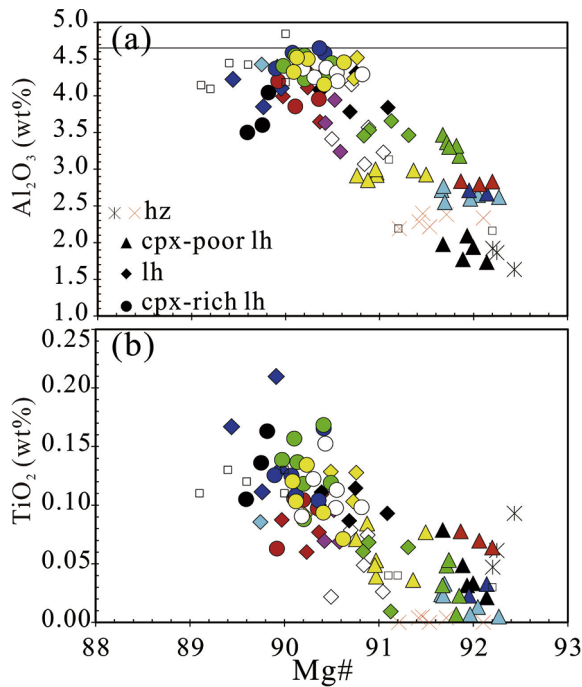 (a)
Al₂O₃ (wt%)
5.0
4.5
4.0
3.5
3.0
2.5
2.0
1.5
1.0
hz
cpx-poor lh
lh
cpx-rich lh
(b)
TiO₂ (wt%)
0.25
0.20
0.15
0.10
0.05
0.00
88 89 90 91 92 93
Mg#